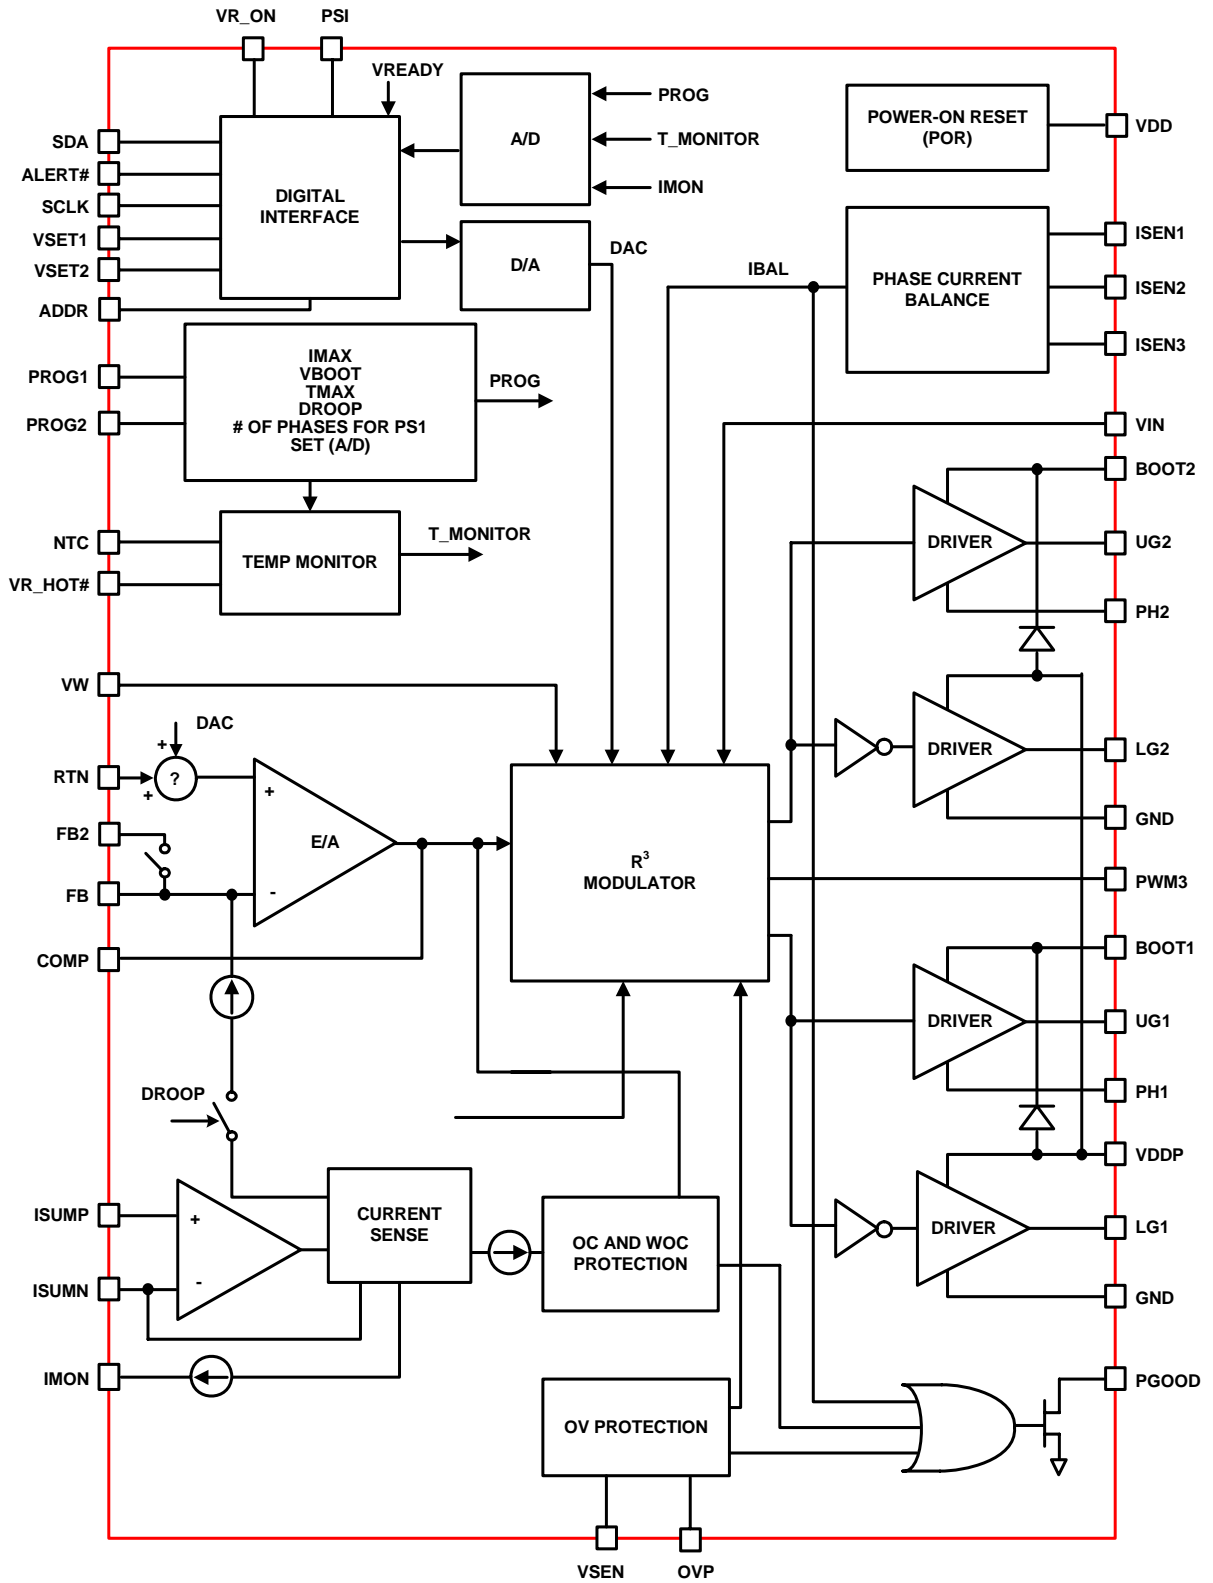 VR_ON
PSI
VREADY
SDA
ALERT#
SCLK
VSET1
VSET2
ADDR
DIGITAL
INTERFACE
A/D
PROG
T_MONITOR
IMON
D/A
DAC
POWER-ON RESET
(POR)
VDD
IBAL
PHASE CURRENT
BALANCE
ISEN1
ISEN2
ISEN3
PROG1
PROG2
IMAX
VBOOT
TMAX
DROOP
# OF PHASES FOR PS1
SET (A/D)
PROG
VIN
NTC
VR_HOT#
TEMP MONITOR
T_MONITOR
BOOT2
DRIVER
UG2
PH2
VW
DAC
+
RTN
+
?
FB2
FB
+
E/A
-
COMP
R3
MODULATOR
DRIVER
LG2
GND
PWM3
BOOT1
DRIVER
UG1
PH1
VDDP
DROOP
ISUMP
+
ISUMN
-
CURRENT
SENSE
OC AND WOC
PROTECTION
DRIVER
LG1
GND
IMON
OV PROTECTION
PGOOD
VSEN
OVP